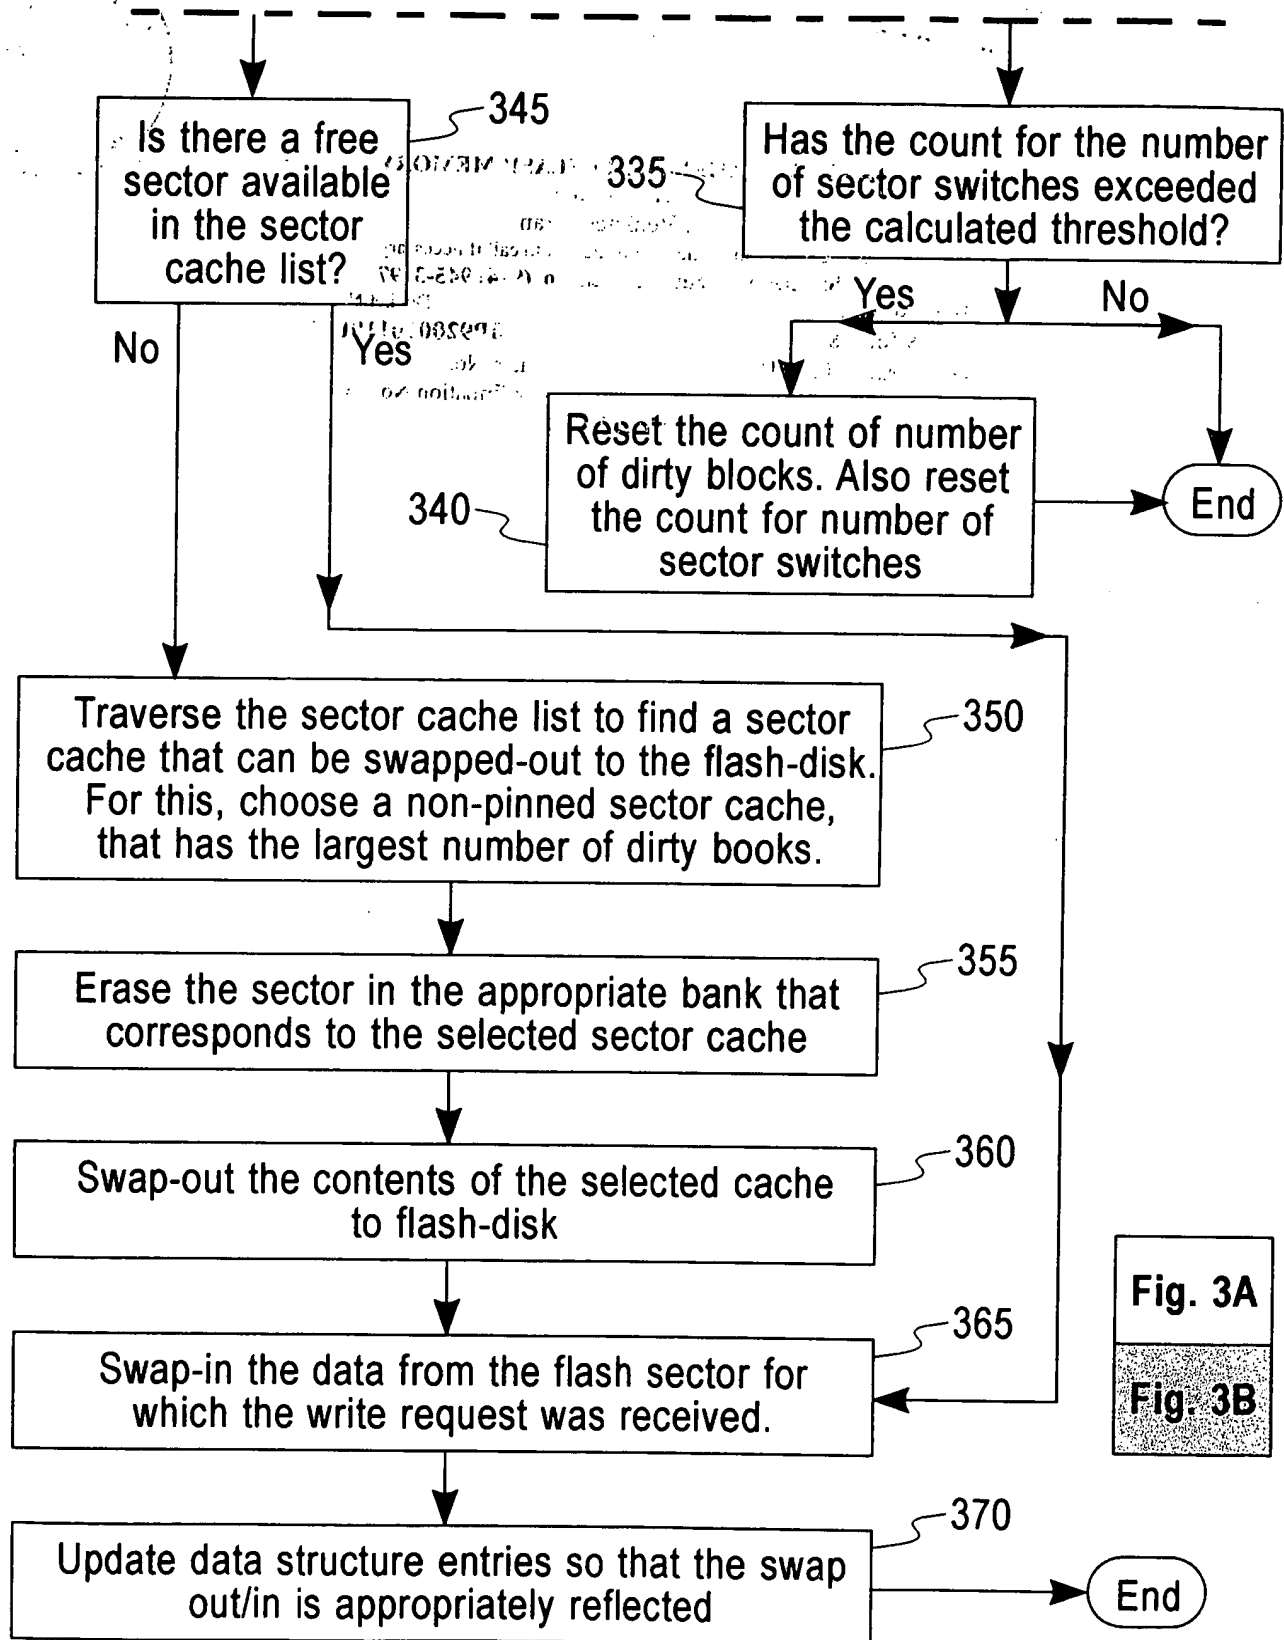 Is there a free
sector available
in the sector
cache list?
345
Has the count for the number
of sector switches exceeded
the calculated threshold?
335
No
Yes
Yes
No
Reset the count of number
of dirty blocks. Also reset
the count for number of
sector switches
340
End
Traverse the sector cache list to find a sector
cache that can be swapped-out to the flash-disk.
For this, choose a non-pinned sector cache,
that has the largest number of dirty books.
350
Erase the sector in the appropriate bank that
corresponds to the selected sector cache
355
Swap-out the contents of the selected cache
to flash-disk
360
Swap-in the data from the flash sector for
which the write request was received.
365
Fig. 3A
Fig. 3B
Update data structure entries so that the swap
out/in is appropriately reflected
370
End